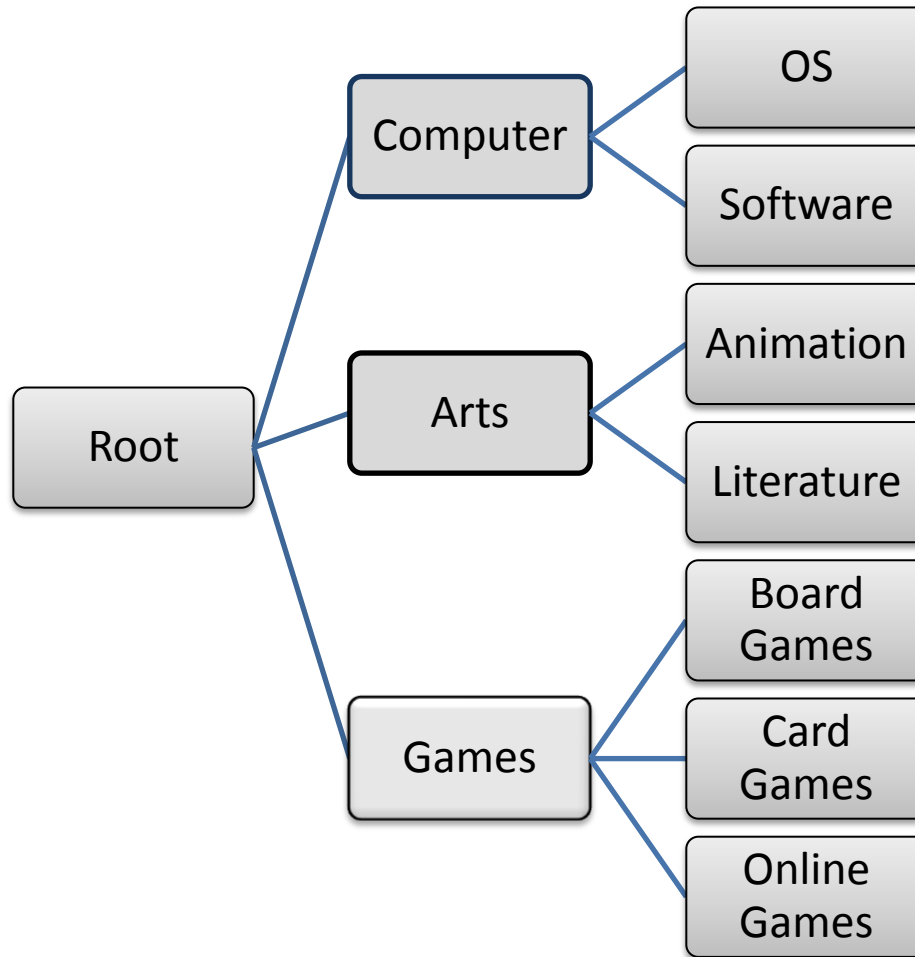 Root
Computer
OS
Software
Arts
Animation
Literature
Games
Board
Games
Card
Games
Online
Games